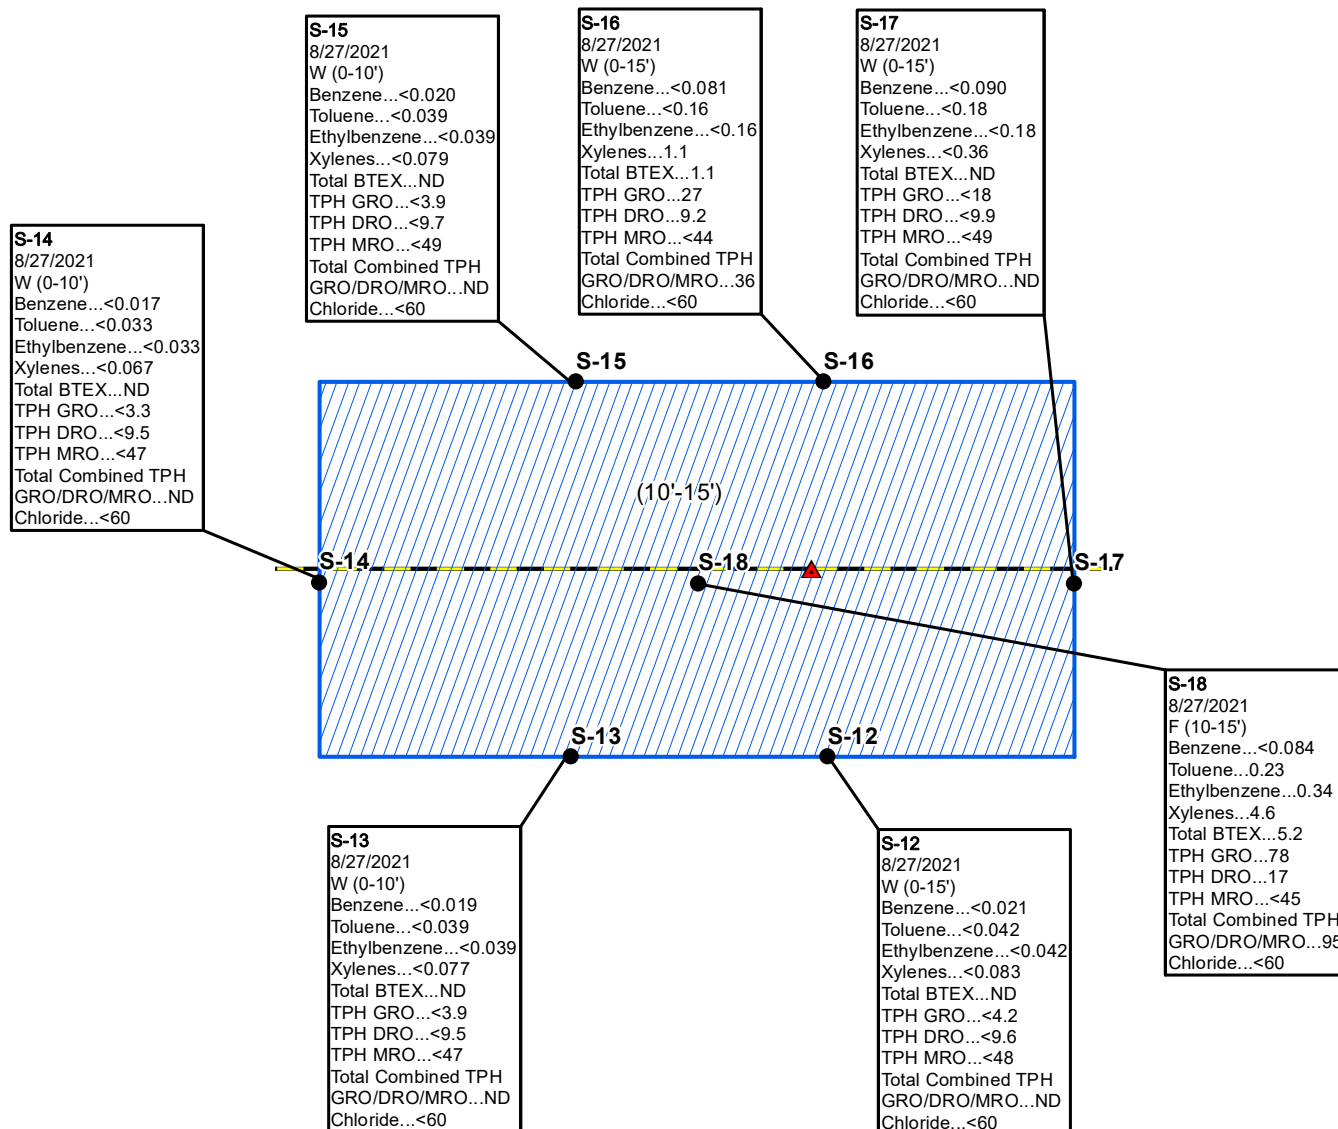 S-15
8/27/2021
W (0-10')
Benzene...<0.020
Toluene...<0.039
Ethylbenzene...<0.039
Xylenes...<0.079
Total BTEX...ND
TPH GRO...<3.9
TPH DRO...<9.7
TPH MRO...<49
Total Combined TPH
GRO/DRO/MRO...ND
Chloride...<60
S-16
8/27/2021
W (0-15')
Benzene...<0.081
Toluene...<0.16
Ethylbenzene...<0.16
Xylenes...1.1
Total BTEX...1.1
TPH GRO...27
TPH DRO...9.2
TPH MRO...<44
Total Combined TPH
GRO/DRO/MRO...36
Chloride...<60
S-17
8/27/2021
W (0-15')
Benzene...<0.090
Toluene...<0.18
Ethylbenzene...<0.18
Xylenes...<0.36
Total BTEX...ND
TPH GRO...<18
TPH DRO...<9.9
TPH MRO...<49
Total Combined TPH
GRO/DRO/MRO...ND
Chloride...<60
S-14
8/27/2021
W (0-10')
Benzene...<0.017
Toluene...<0.033
Ethylbenzene...<0.033
Xylenes...<0.067
Total BTEX...ND
TPH GRO...<3.3
TPH DRO...<9.5
TPH MRO...<47
Total Combined TPH
GRO/DRO/MRO...ND
Chloride...<60
S-15
S-16
(10'-15')
S-14
S-18
S-17
S-13
S-12
S-18
8/27/2021
F (10-15')
Benzene...<0.084
Toluene...0.23
Ethylbenzene...0.34
Xylenes...4.6
Total BTEX...5.2
TPH GRO...78
TPH DRO...17
TPH MRO...<45
Total Combined TPH
GRO/DRO/MRO...95
Chloride...<60
S-13
8/27/2021
W (0-10')
Benzene...<0.019
Toluene...<0.039
Ethylbenzene...<0.039
Xylenes...<0.077
Total BTEX...ND
TPH GRO...<3.9
TPH DRO...<9.5
TPH MRO...<47
Total Combined TPH
GRO/DRO/MRO...ND
Chloride...<60
S-12
8/27/2021
W (0-15')
Benzene...<0.021
Toluene...<0.042
Ethylbenzene...<0.042
Xylenes...<0.083
Total BTEX...ND
TPH GRO...<4.2
TPH DRO...<9.6
TPH MRO...<48
Total Combined TPH
GRO/DRO/MRO...ND
Chloride...<60